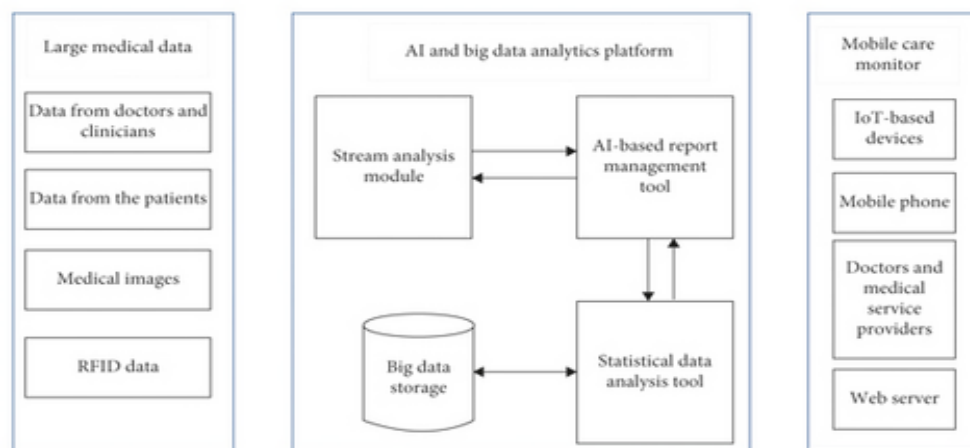 Large medical data
Data from doctors and
clinicians
Data from the patients
Medical images
RFID data
AI and big data analytics platform
Stream analysis
module
AI-based report
management
tool
Big data
storage
Statistical data
analysis tool
Mobile care
monitor
IoT-based
devices
Mobile phone
Doctors and
medical
service
providers
Web server